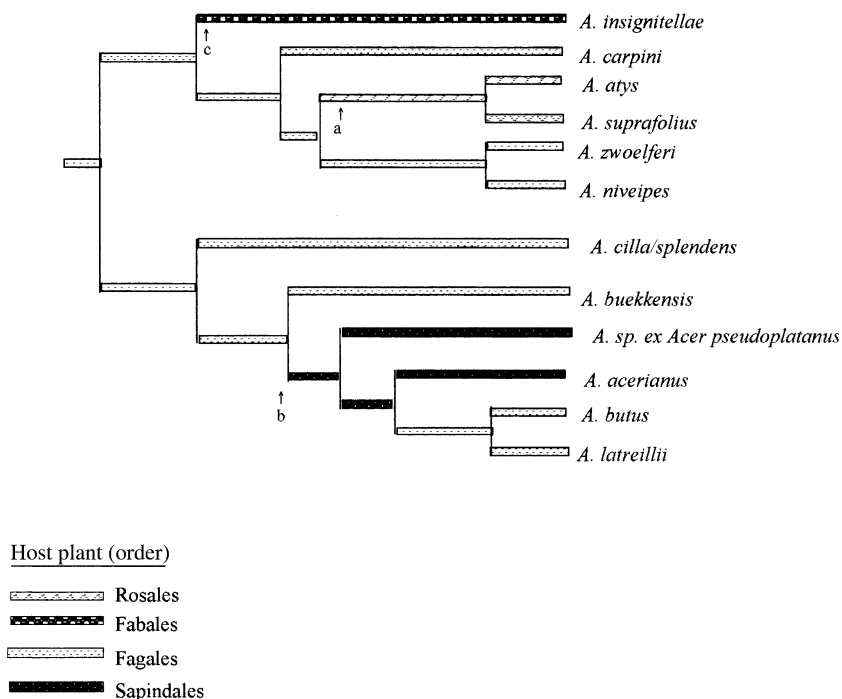 A. insignitellae
c
A. carpini
A. atys
a
A. suprafolius
A. zwoelferi
A. niveipes
A. cilla/splendens
A. buekkensis
A. sp. ex Acer pseudoplatanus
A. acerianus
b
A. butus
A. latreillii
Host plant (order)
Rosales
Fabales
Fagales
Sapindales